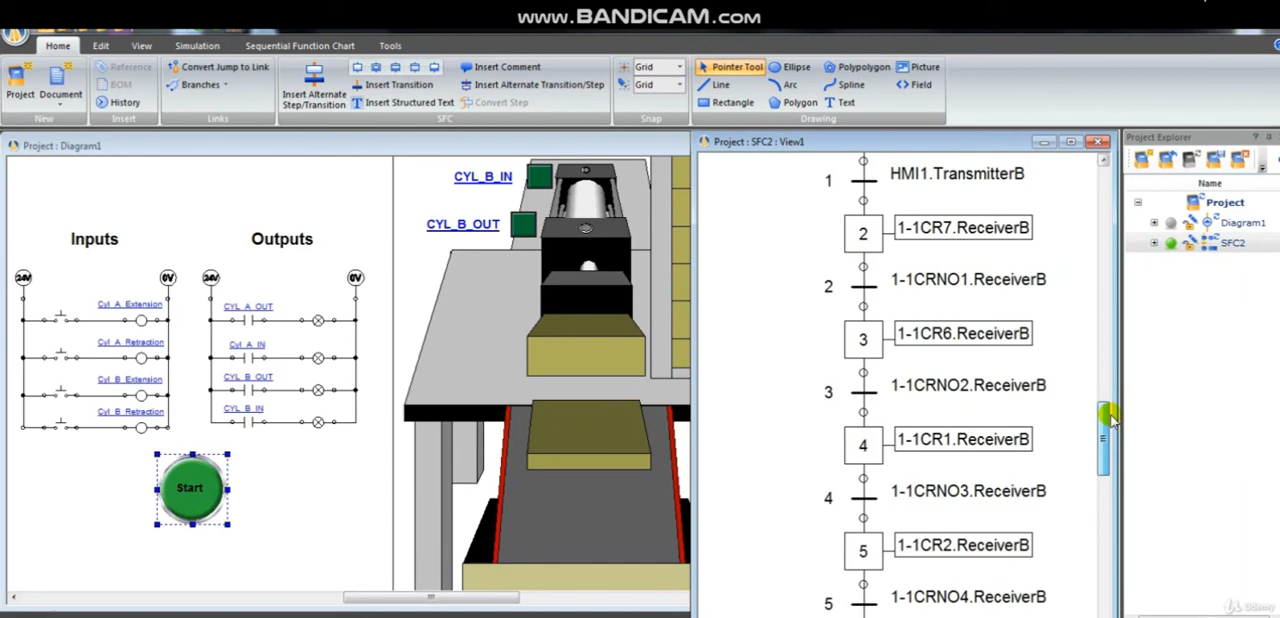 www.BANDICAM.com
Home Edit View Simulation Sequential Function Chart Tools
Project
Document
New
Reference
BOM
History
Insert
Convert Jump to Link
Branches
Links
Insert Alternate
Step/Transition
Insert Comment
Insert Transition
Insert Alternate Transition/Step
Insert Structured Text
Convert Step
SFC
Grid
Grid
Snap
Pointer Tool
Ellipse
Polypolygon
Picture
Line
Arc
Spline
Field
Rectangle
Polygon
Text
Drawing
Project : Diagram1
Inputs
Outputs
24V
0V
24V
0V
Cyl_A_Extension
Cyl_A_Retraction
Cyl_B_Extension
Cyl_B_Retraction
CYL_A_OUT
Cyl_A_IN
CYL_B_OUT
CYL_B_IN
Start
CYL_B_IN
CYL_B_OUT
Project : SFC2 : View1
1 HMI1.TransmitterB
2 1-1CR7.ReceiverB
2 1-1CRNO1.ReceiverB
3 1-1CR6.ReceiverB
3 1-1CRNO2.ReceiverB
4 1-1CR1.ReceiverB
4 1-1CRNO3.ReceiverB
5 1-1CR2.ReceiverB
5 1-1CRNO4.ReceiverB
Project Explorer
Name
Project
Diagram1
SFC2
Udemy